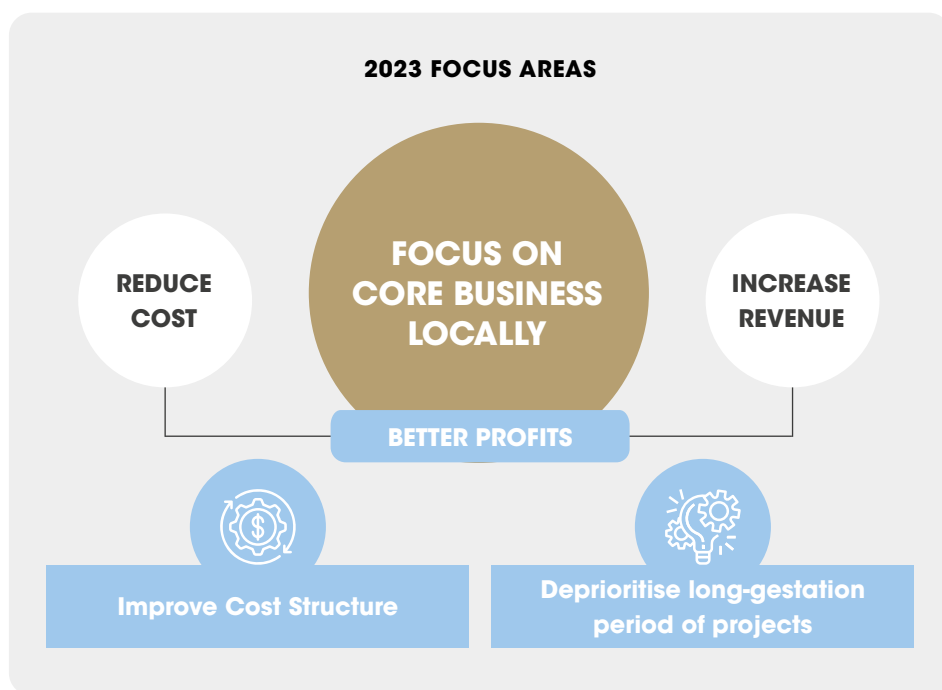 2023 FOCUS AREAS
REDUCE
COST
FOCUS ON
CORE BUSINESS
LOCALLY
INCREASE
REVENUE
BETTER PROFITS
$
Improve Cost Structure
Deprioritise long-gestation
period of projects